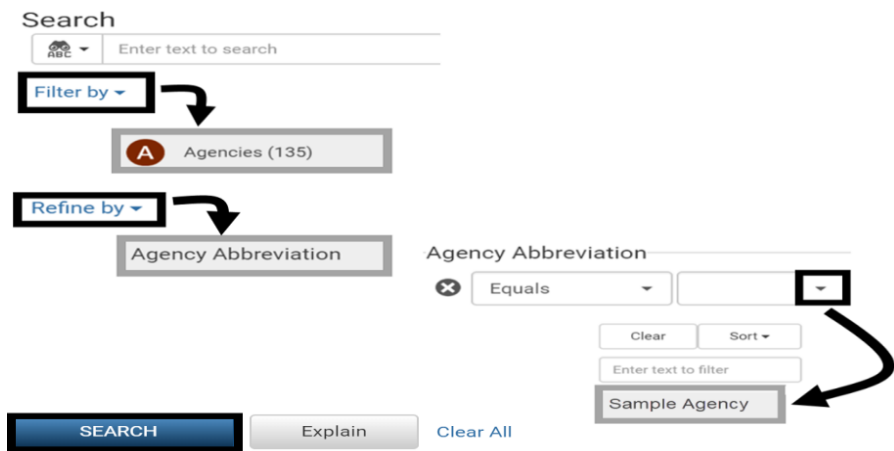 Search
ABC Enter text to search
Filter by
A Agencies (135)
Refine by
Agency Abbreviation
Agency Abbreviation
Equals
Clear Sort
Enter text to filter
Sample Agency
SEARCH Explain Clear All